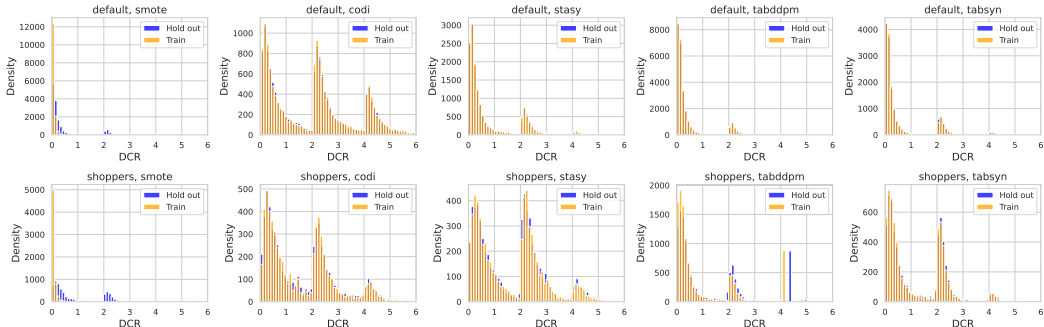 default, smote
Density
12000
10000
8000
6000
4000
2000
0
Hold out
Train
0 1 2 3 4 5 6
DCR
default, codi
Density
1000
800
600
400
200
0
Hold out
Train
0 1 2 3 4 5 6
DCR
default, stasy
Density
3000
2500
2000
1500
1000
500
0
Hold out
Train
0 1 2 3 4 5 6
DCR
default, tabddpm
Density
8000
6000
4000
2000
0
Hold out
Train
0 1 2 3 4 5 6
DCR
default, tabsyn
Density
4000
3000
2000
1000
0
Hold out
Train
0 1 2 3 4 5 6
DCR
shoppers, smote
Density
5000
4000
3000
2000
1000
0
Hold out
Train
0 1 2 3 4 5 6
DCR
shoppers, codi
Density
500
400
300
200
100
0
Hold out
Train
0 1 2 3 4 5 6
DCR
shoppers, stasy
Density
400
300
200
100
0
Hold out
Train
0 1 2 3 4 5 6
DCR
shoppers, tabddpm
Density
2000
1500
1000
500
0
Hold out
Train
0 1 2 3 4 5 6
DCR
shoppers, tabsyn
Density
600
400
200
0
Hold out
Train
0 1 2 3 4 5 6
DCR